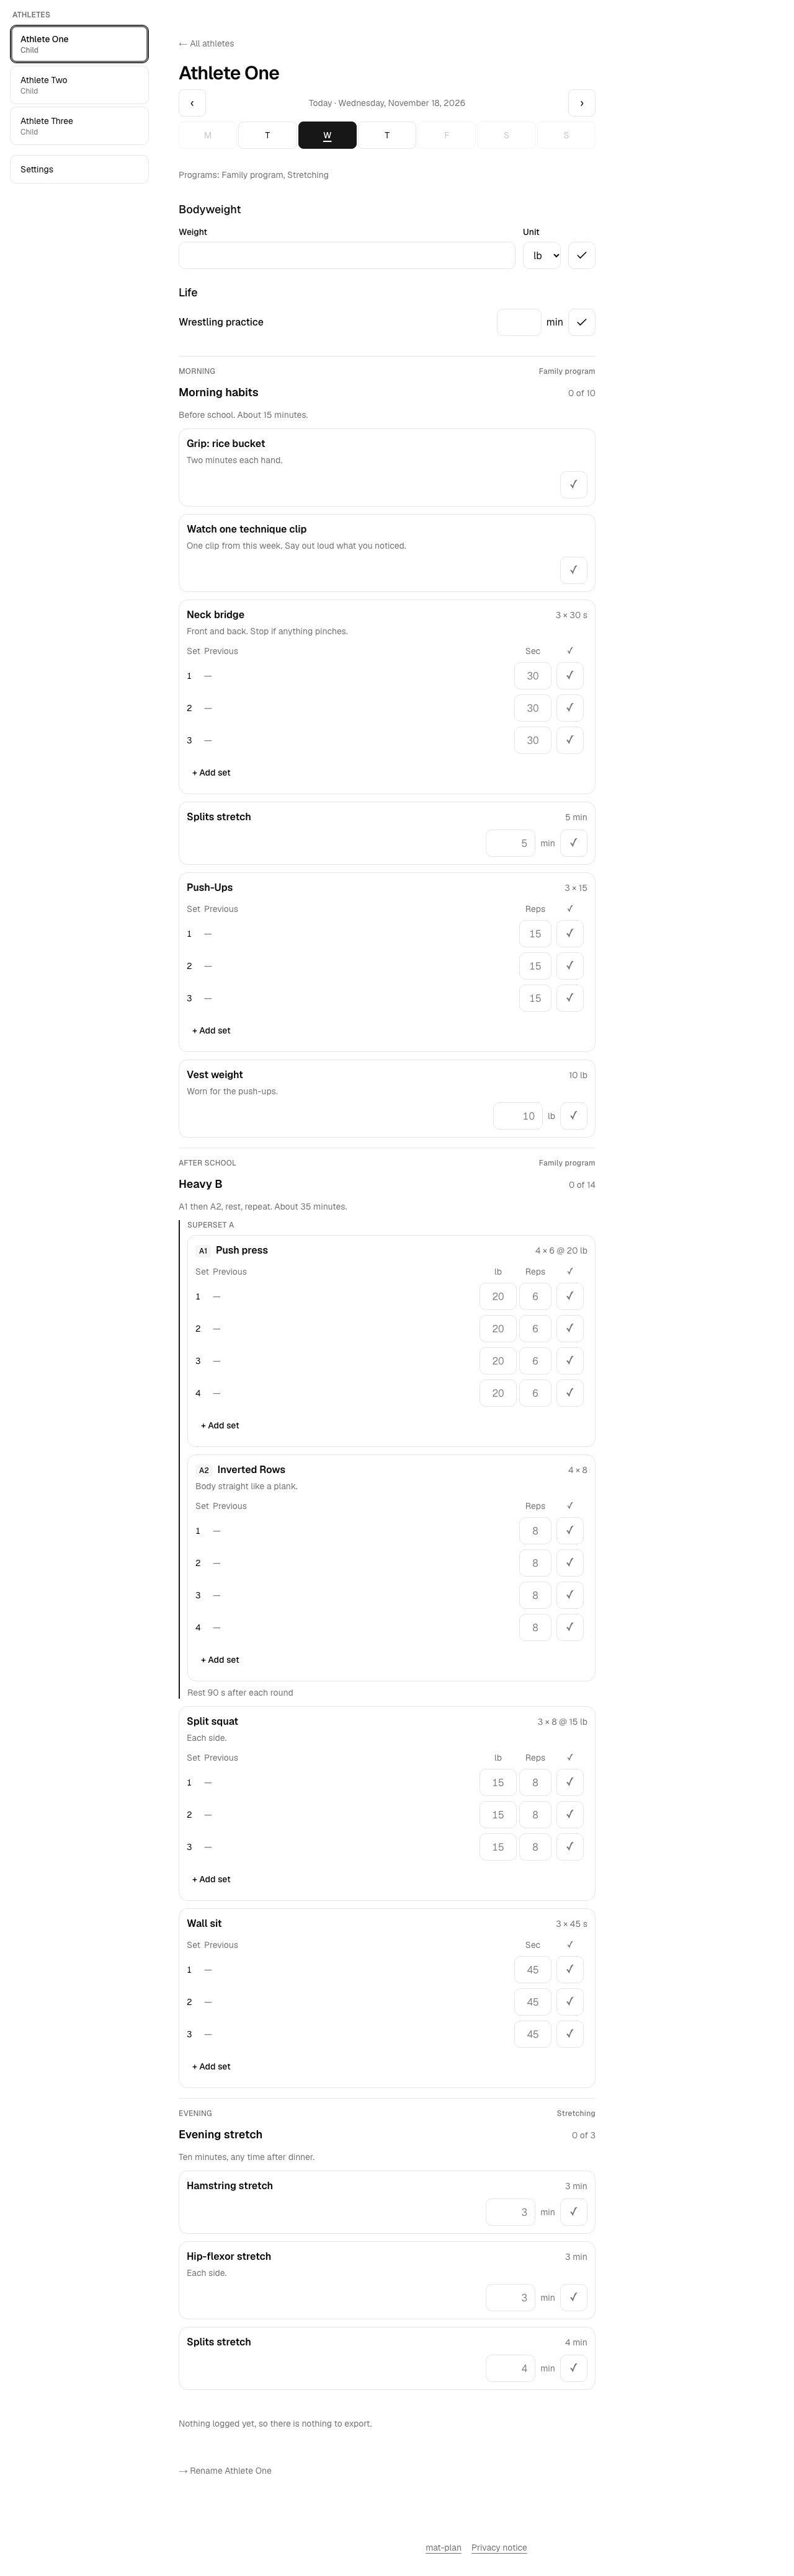 ATHLETES
Athlete One
Child
Athlete Two
Child
Athlete Three
Child
Settings
← All athletes
Athlete One
‹ Today · Wednesday, November 18, 2026 ›
M T W T F S S
Programs: Family program, Stretching
Bodyweight
Weight Unit
lb ✓
Life
Wrestling practice min ✓
MORNING Family program
Morning habits 0 of 10
Before school. About 15 minutes.
Grip: rice bucket
Two minutes each hand.
✓
Watch one technique clip
One clip from this week. Say out loud what you noticed.
✓
Neck bridge 3 × 30 s
Front and back. Stop if anything pinches.
Set Previous Sec ✓
1 — 30 ✓
2 — 30 ✓
3 — 30 ✓
+ Add set
Splits stretch 5 min
5 min ✓
Push-Ups 3 × 15
Set Previous Reps ✓
1 — 15 ✓
2 — 15 ✓
3 — 15 ✓
+ Add set
Vest weight 10 lb
Worn for the push-ups.
10 lb ✓
AFTER SCHOOL Family program
Heavy B 0 of 14
A1 then A2, rest, repeat. About 35 minutes.
SUPERSET A
A1 Push press 4 × 6 @ 20 lb
Set Previous lb Reps ✓
1 — 20 6 ✓
2 — 20 6 ✓
3 — 20 6 ✓
4 — 20 6 ✓
+ Add set
A2 Inverted Rows 4 × 8
Body straight like a plank.
Set Previous Reps ✓
1 — 8 ✓
2 — 8 ✓
3 — 8 ✓
4 — 8 ✓
+ Add set
Rest 90 s after each round
Split squat 3 × 8 @ 15 lb
Each side.
Set Previous lb Reps ✓
1 — 15 8 ✓
2 — 15 8 ✓
3 — 15 8 ✓
+ Add set
Wall sit 3 × 45 s
Set Previous Sec ✓
1 — 45 ✓
2 — 45 ✓
3 — 45 ✓
+ Add set
EVENING Stretching
Evening stretch 0 of 3
Ten minutes, any time after dinner.
Hamstring stretch 3 min
3 min ✓
Hip-flexor stretch 3 min
Each side.
3 min ✓
Splits stretch 4 min
4 min ✓
Nothing logged yet, so there is nothing to export.
→ Rename Athlete One
mat-plan Privacy notice